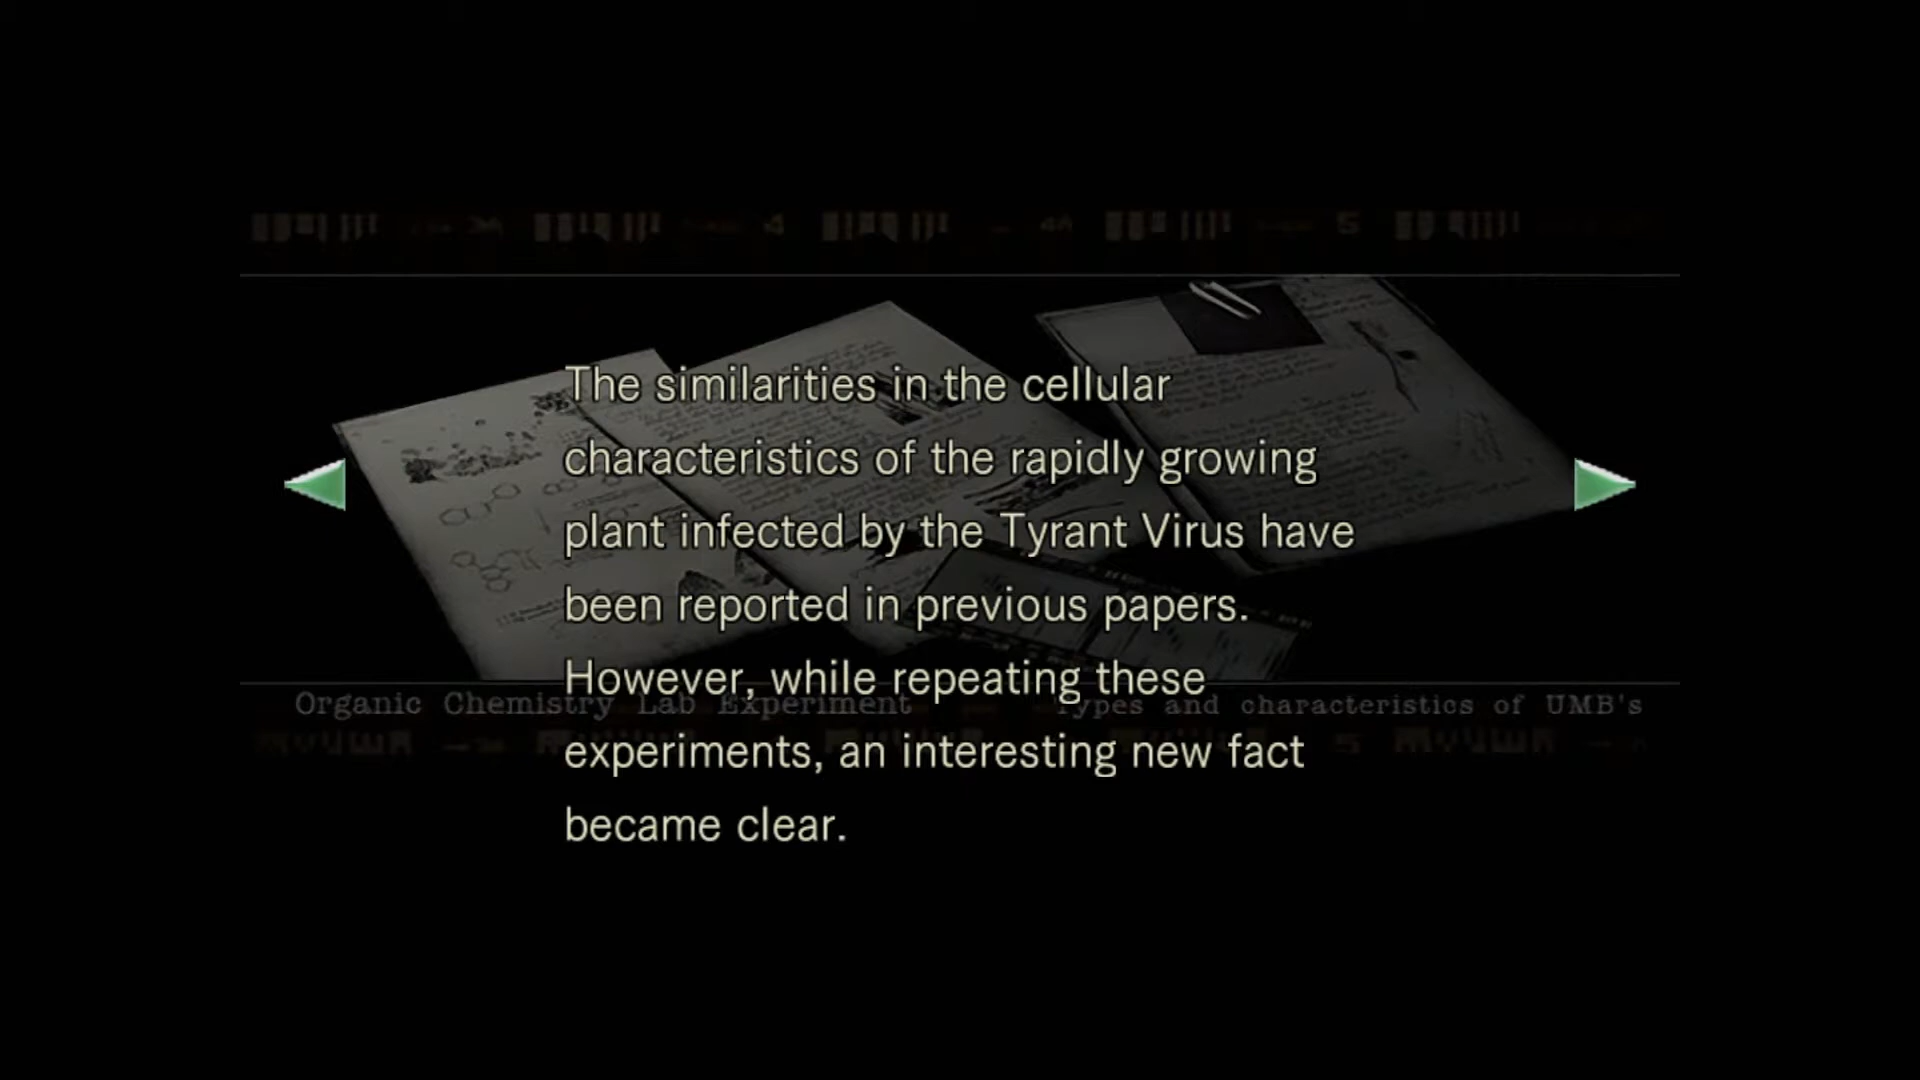 The similarities in the cellular
characteristics of the rapidly growing
plant infected by the Tyrant Virus have
been reported in previous papers.
However, while repeating these
Organic Chemistry Lab Experiment Types and characteristics of UMB's
experiments, an interesting new fact
became clear.